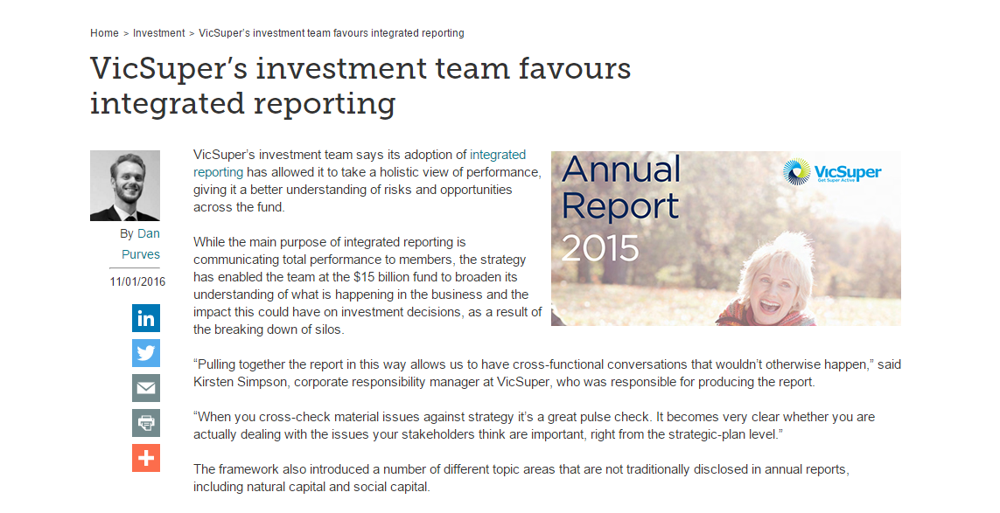 Home > Investment > VicSuper's investment team favours integrated reporting
VicSuper's investment team favours
integrated reporting
By Dan
Purves
11/01/2016
in
VicSuper's investment team says its adoption of integrated
reporting has allowed it to take a holistic view of performance,
giving it a better understanding of risks and opportunities
across the fund.
While the main purpose of integrated reporting is
communicating total performance to members, the strategy
has enabled the team at the $15 billion fund to broaden its
understanding of what is happening in the business and the
impact this could have on investment decisions, as a result of
the breaking down of silos.
Annual
Report
2015
VicSuper
Get Super Active
“Pulling together the report in this way allows us to have cross-functional conversations that wouldn't otherwise happen,” said
Kirsten Simpson, corporate responsibility manager at VicSuper, who was responsible for producing the report.
“When you cross-check material issues against strategy it's a great pulse check. It becomes very clear whether you are
actually dealing with the issues your stakeholders think are important, right from the strategic-plan level.”
The framework also introduced a number of different topic areas that are not traditionally disclosed in annual reports,
including natural capital and social capital.